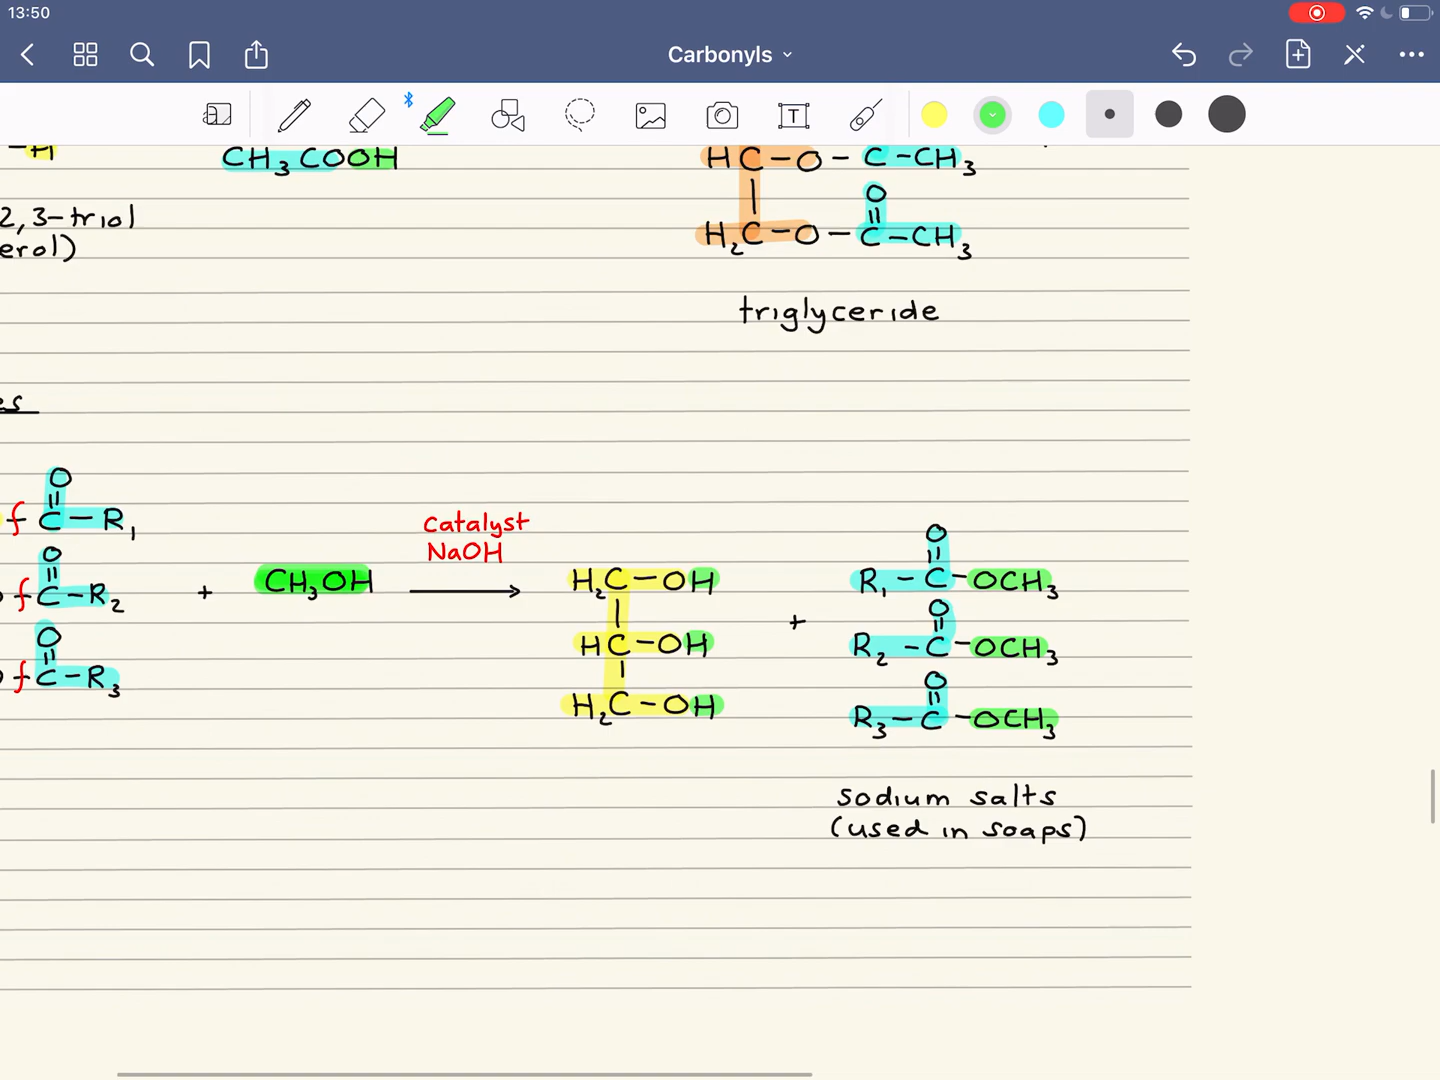 13:50
Carbonyls
T
-H
CH3COOH
HC-O-C-CH3
2,3-triol
erol)
O
H2C-O-C-CH3
triglyceride
es
O
f C-R1
O
f C-R2
O
f C-R3
+
CH3OH
catalyst
NaOH
H2C-OH
HC-OH
H2C-OH
+
O
R1-C-OCH3
O
R2-C-OCH3
O
R3-C-OCH3
sodium salts
(used in soaps)